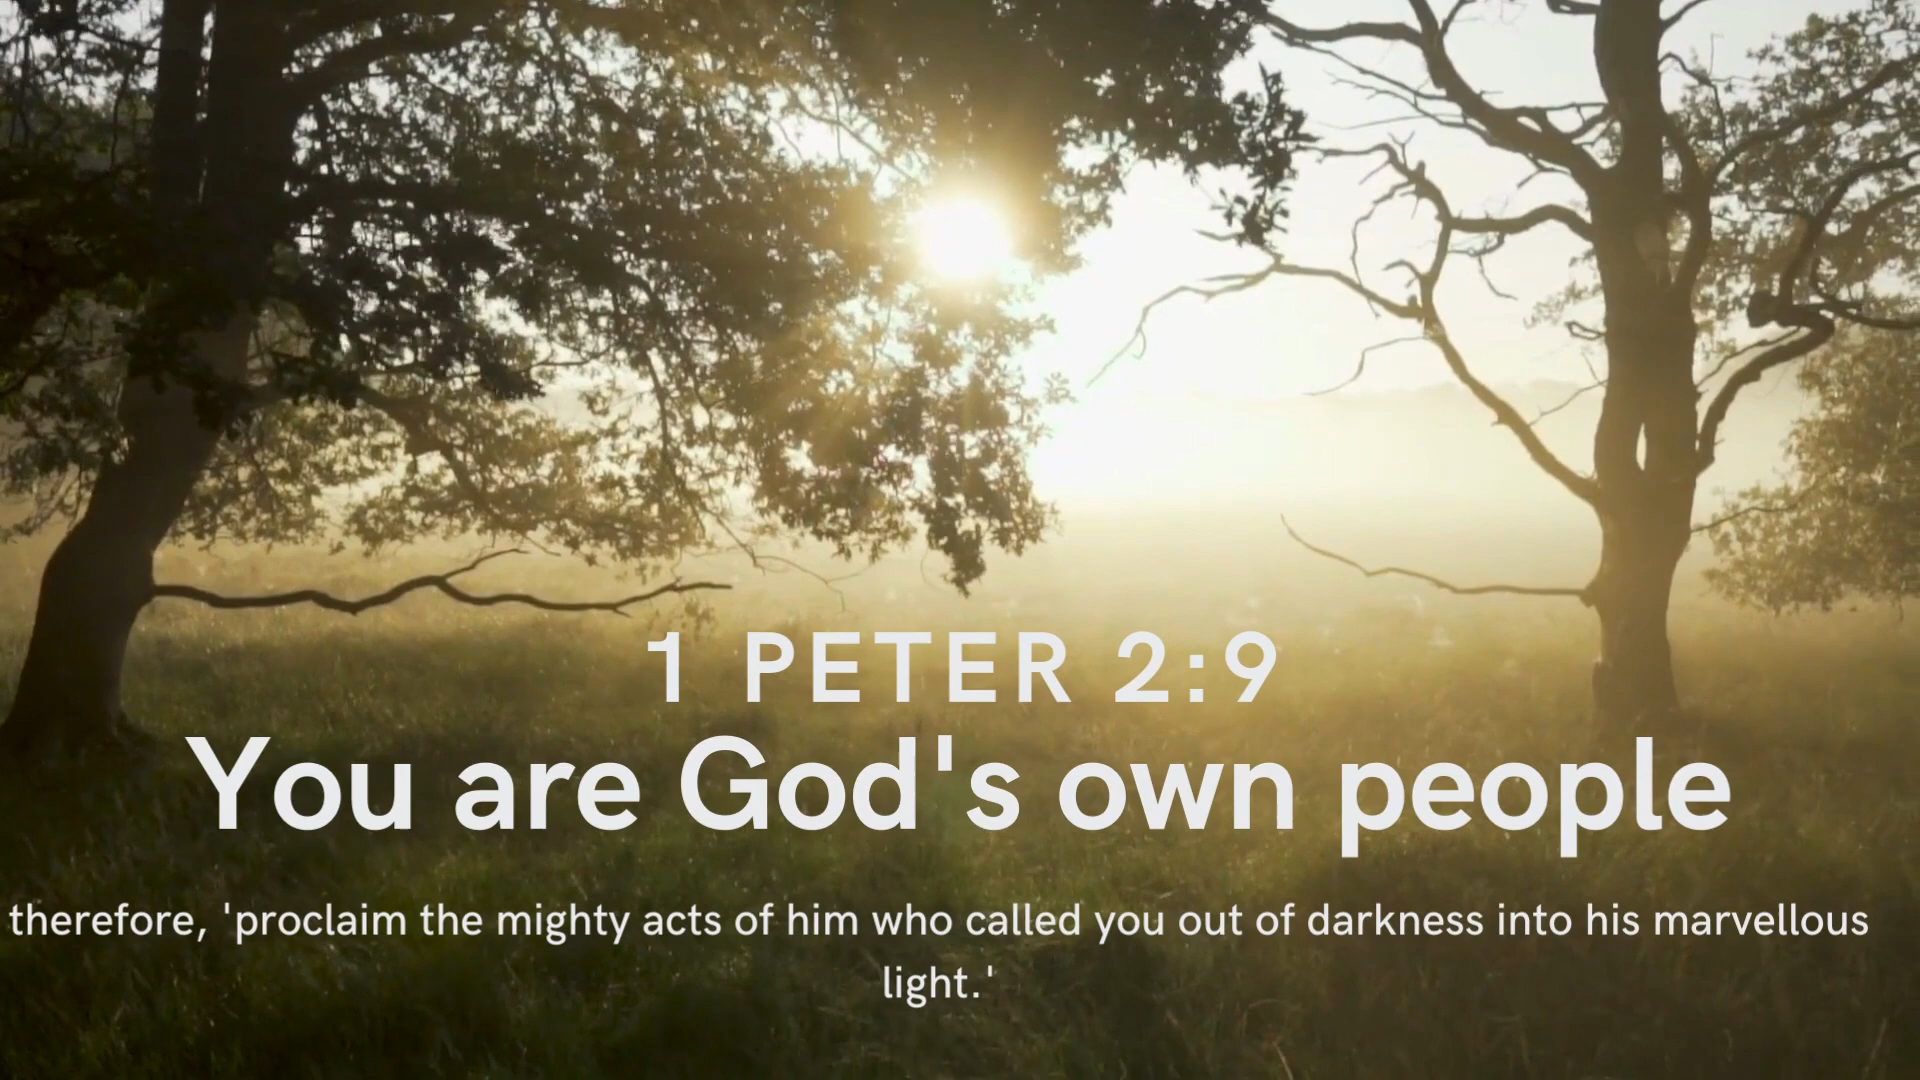 1 PETER 2:9
You are God's own people
therefore, 'proclaim the mighty acts of him who called you out of darkness into his marvellous
light.'